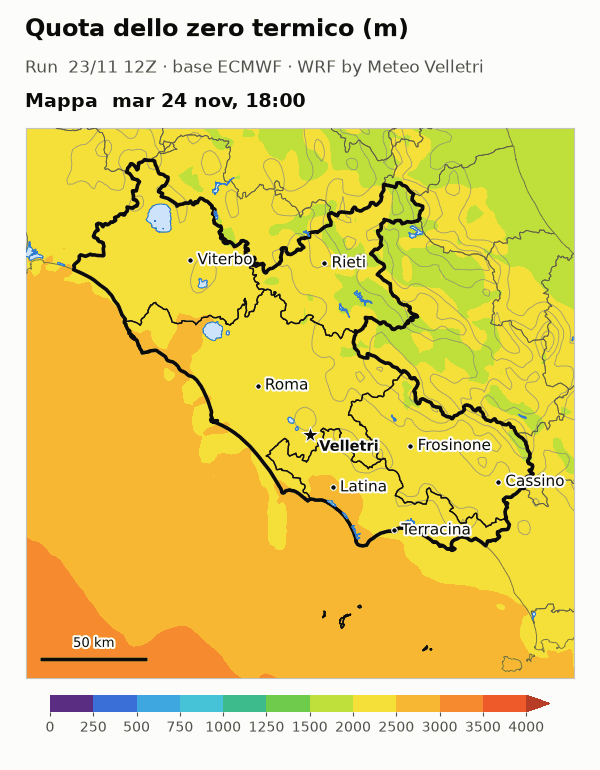 Quota dello zero termico (m)
Run  23/11 12Z · base ECMWF · WRF by Meteo Velletri
Mappa  mar 24 nov, 18:00
Viterbo
Rieti
Roma
Velletri
Frosinone
Cassino
Latina
Terracina
50 km
0 250 500 750 1000 1250 1500 2000 2500 3000 3500 4000